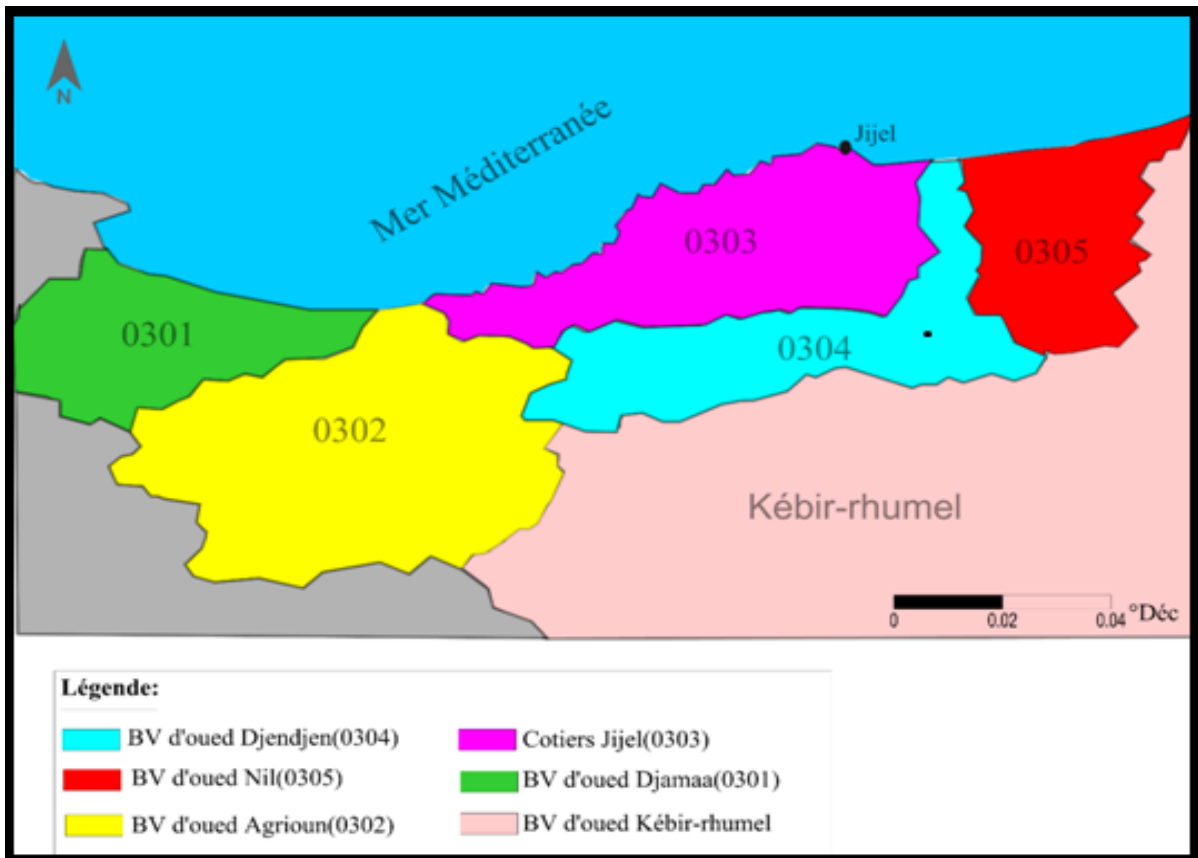 N
Mer Méditerranée
Jijel
0303
0305
0301
0304
0302
Kébir-rhumel
0 0.02 0.04 °Déc
Légende:
BV d'oued Djendjen(0304)
Cotiers Jijel(0303)
BV d'oued Nil(0305)
BV d'oued Djamaa(0301)
BV d'oued Agrioun(0302)
BV d'oued Kébir-rhumel